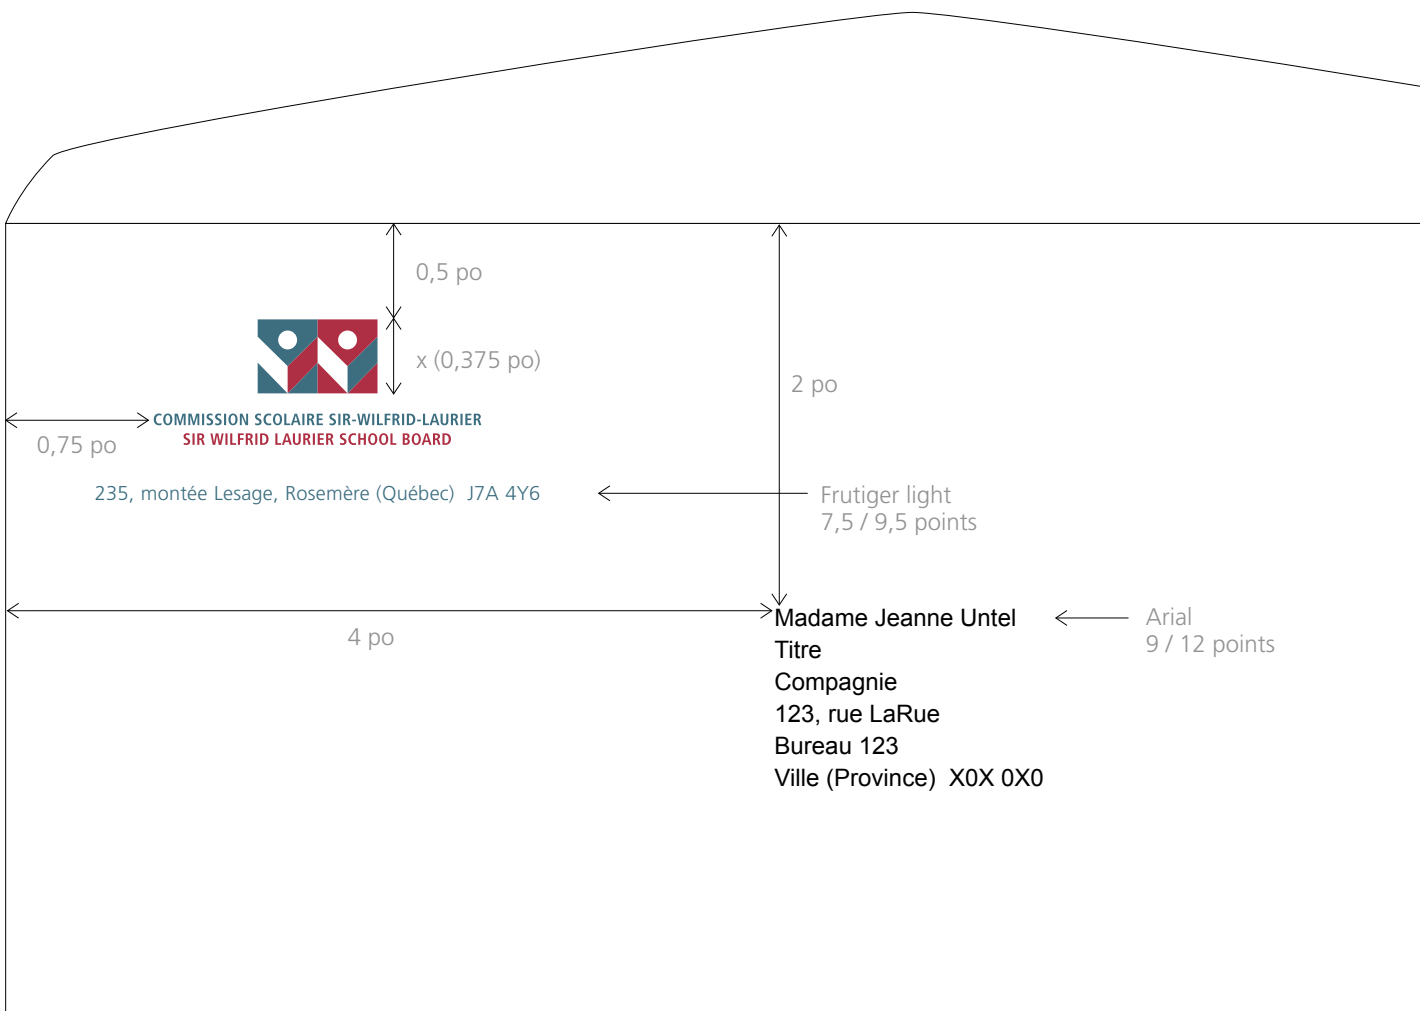 0,5 po
x (0,375 po)
2 po
COMMISSION SCOLAIRE SIR-WILFRID-LAURIER
SIR WILFRID LAURIER SCHOOL BOARD
0,75 po
235, montée Lesage, Rosemère (Québec)  J7A 4Y6
Frutiger light
7,5 / 9,5 points
4 po
Madame Jeanne Untel
Titre
Compagnie
123, rue LaRue
Bureau 123
Ville (Province)  X0X 0X0
Arial
9 / 12 points